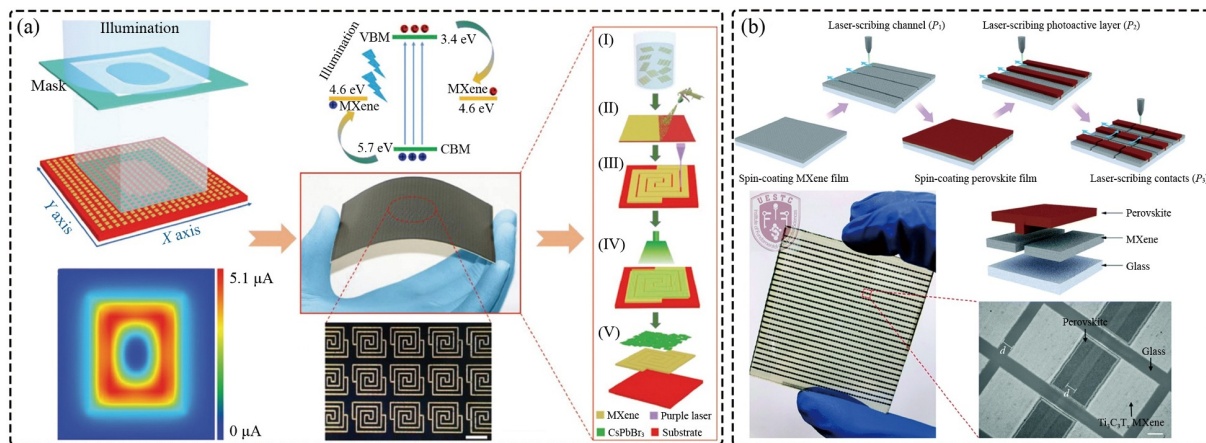 (a)
Illumination
Mask
Y axis
X axis
5.1 μA
0 μA
Illumination
VBM
3.4 eV
4.6 eV
MXene
MXene
4.6 eV
5.7 eV
CBM
(I)
(II)
(III)
(IV)
(V)
MXene
Purple laser
CsPbBr₃
Substrate
(b)
Laser-scribing channel (P₁)
Laser-scribing photoactive layer (P₂)
Spin-coating MXene film
Spin-coating perovskite film
Laser-scribing contacts (P₃)
UESTC
Perovskite
MXene
Glass
Perovskite
Glass
d
d
Ti₃C₂Tₓ MXene